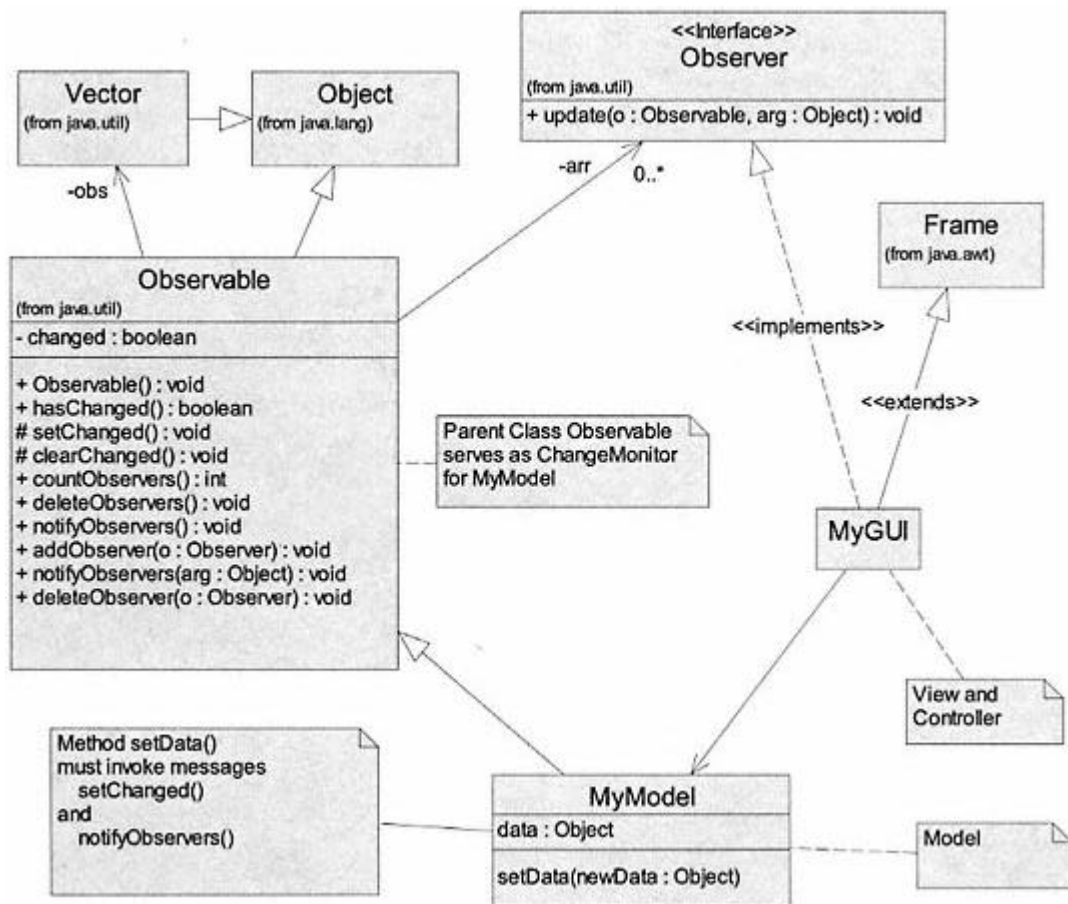 <<Interface>>
Observer
(from java.util)
+ update(o : Observable, arg : Object) : void
Vector
(from java.util)
Object
(from java.lang)
-obs
-arr
0..*
Frame
(from java.awt)
Observable
(from java.util)
- changed : boolean
+ Observable() : void
+ hasChanged() : boolean
# setChanged() : void
# clearChanged() : void
+ countObservers() : int
+ deleteObservers() : void
+ notifyObservers() : void
+ addObserver(o : Observer) : void
+ notifyObservers(arg : Object) : void
+ deleteObserver(o : Observer) : void
<<implements>>
<<extends>>
Parent Class Observable
serves as ChangeMonitor
for MyModel
MyGUI
View and
Controller
Method setData()
must invoke messages
setChanged()
and
notifyObservers()
MyModel
data : Object
setData(newData : Object)
Model